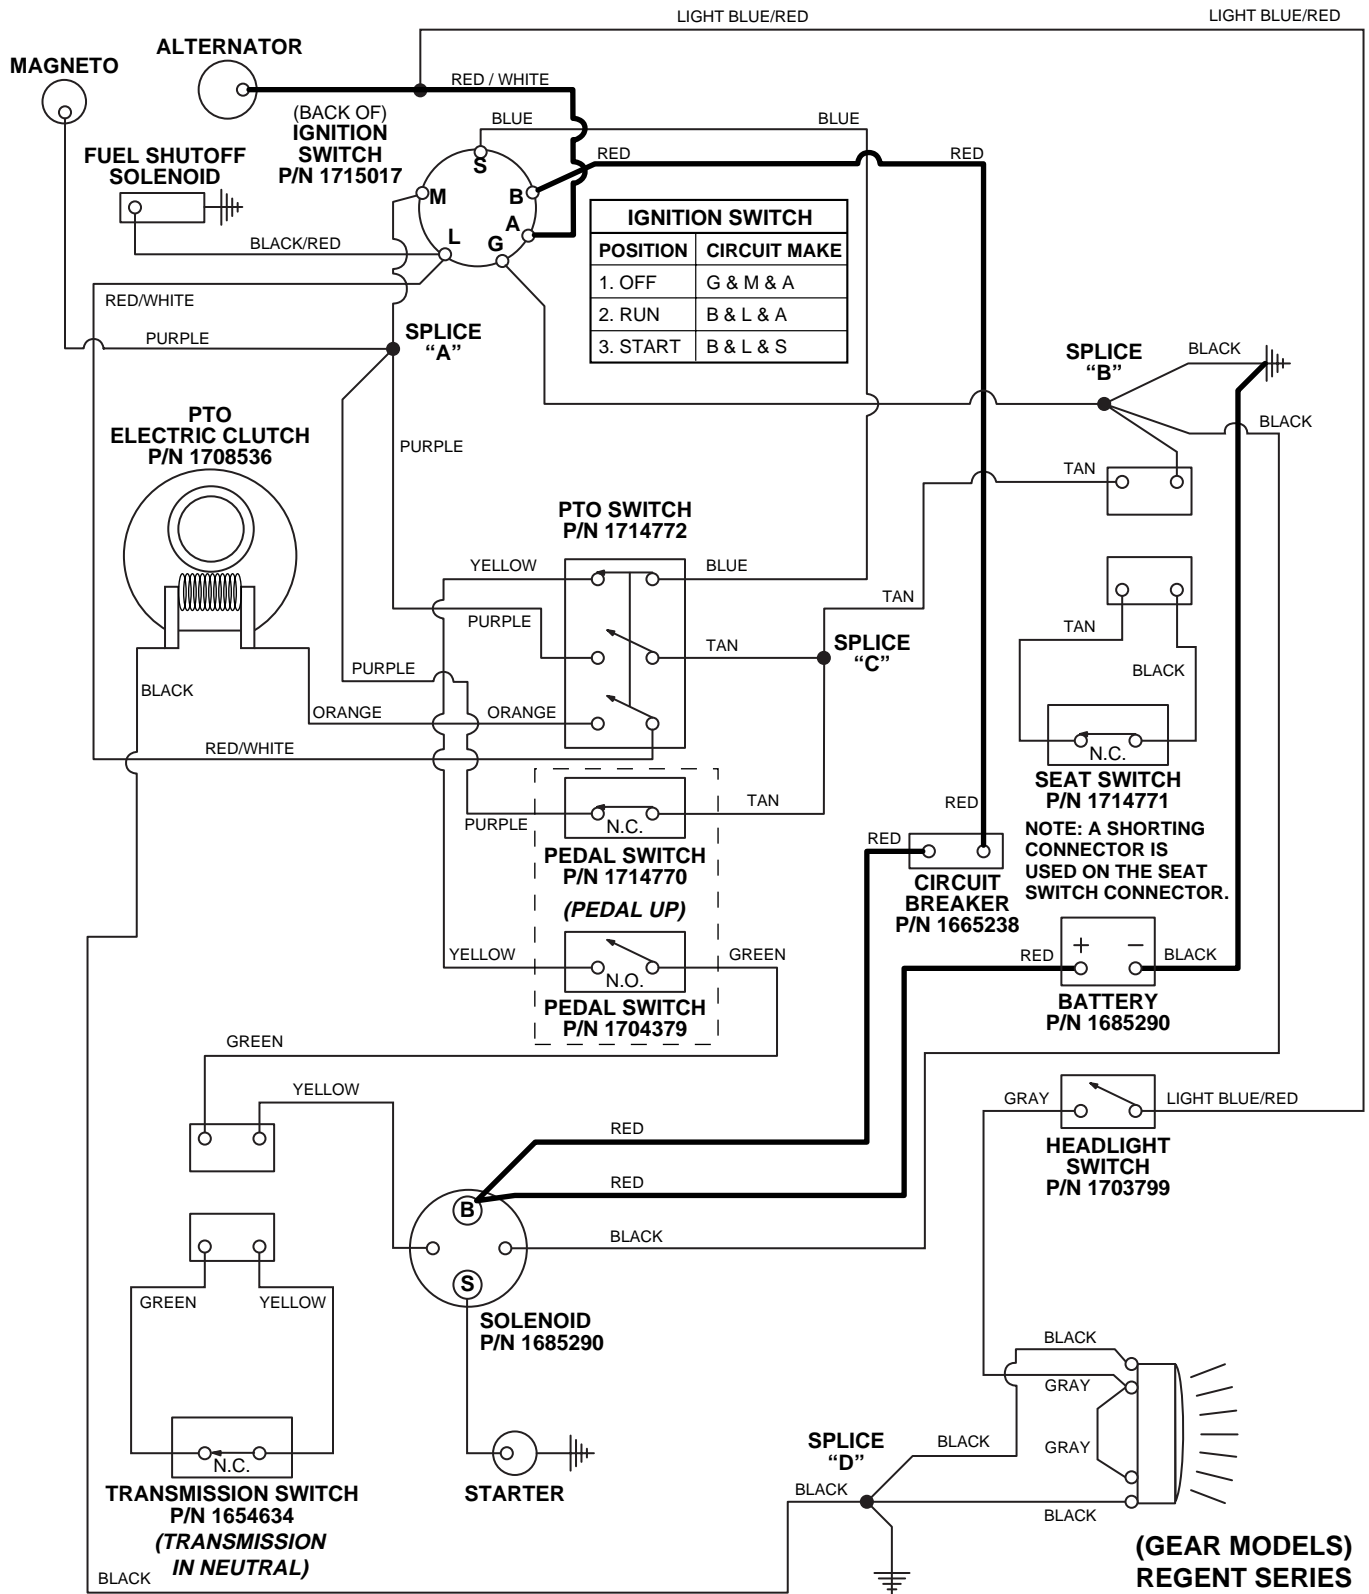 LIGHT BLUE/RED
LIGHT BLUE/RED
ALTERNATOR
MAGNETO
RED / WHITE
(BACK OF)
IGNITION
SWITCH
P/N 1715017
BLUE
BLUE
FUEL SHUTOFF
SOLENOID
RED
RED
S
M
B
A
L
G
BLACK/RED
IGNITION SWITCH
POSITION CIRCUIT MAKE
1. OFF G & M & A
2. RUN B & L & A
3. START B & L & S
RED/WHITE
PURPLE
SPLICE
“A”
SPLICE
“B”
BLACK
BLACK
PTO
ELECTRIC CLUTCH
P/N 1708536
PURPLE
TAN
PTO SWITCH
P/N 1714772
YELLOW
BLUE
TAN
PURPLE
TAN
SPLICE
“C”
TAN
BLACK
PURPLE
BLACK
ORANGE
ORANGE
RED/WHITE
N.C.
SEAT SWITCH
P/N 1714771
NOTE: A SHORTING
CONNECTOR IS
USED ON THE SEAT
SWITCH CONNECTOR.
TAN
RED
PURPLE
N.C.
RED
PEDAL SWITCH
P/N 1714770
(PEDAL UP)
CIRCUIT
BREAKER
P/N 1665238
YELLOW
GREEN
N.O.
PEDAL SWITCH
P/N 1704379
RED
+
–
BLACK
BATTERY
P/N 1685290
GREEN
YELLOW
GRAY
LIGHT BLUE/RED
HEADLIGHT
SWITCH
P/N 1703799
RED
RED
B
BLACK
S
SOLENOID
P/N 1685290
GREEN
YELLOW
N.C.
TRANSMISSION SWITCH
P/N 1654634
(TRANSMISSION
IN NEUTRAL)
STARTER
BLACK
GRAY
BLACK
GRAY
SPLICE
“D”
BLACK
BLACK
BLACK
(GEAR MODELS)
REGENT SERIES